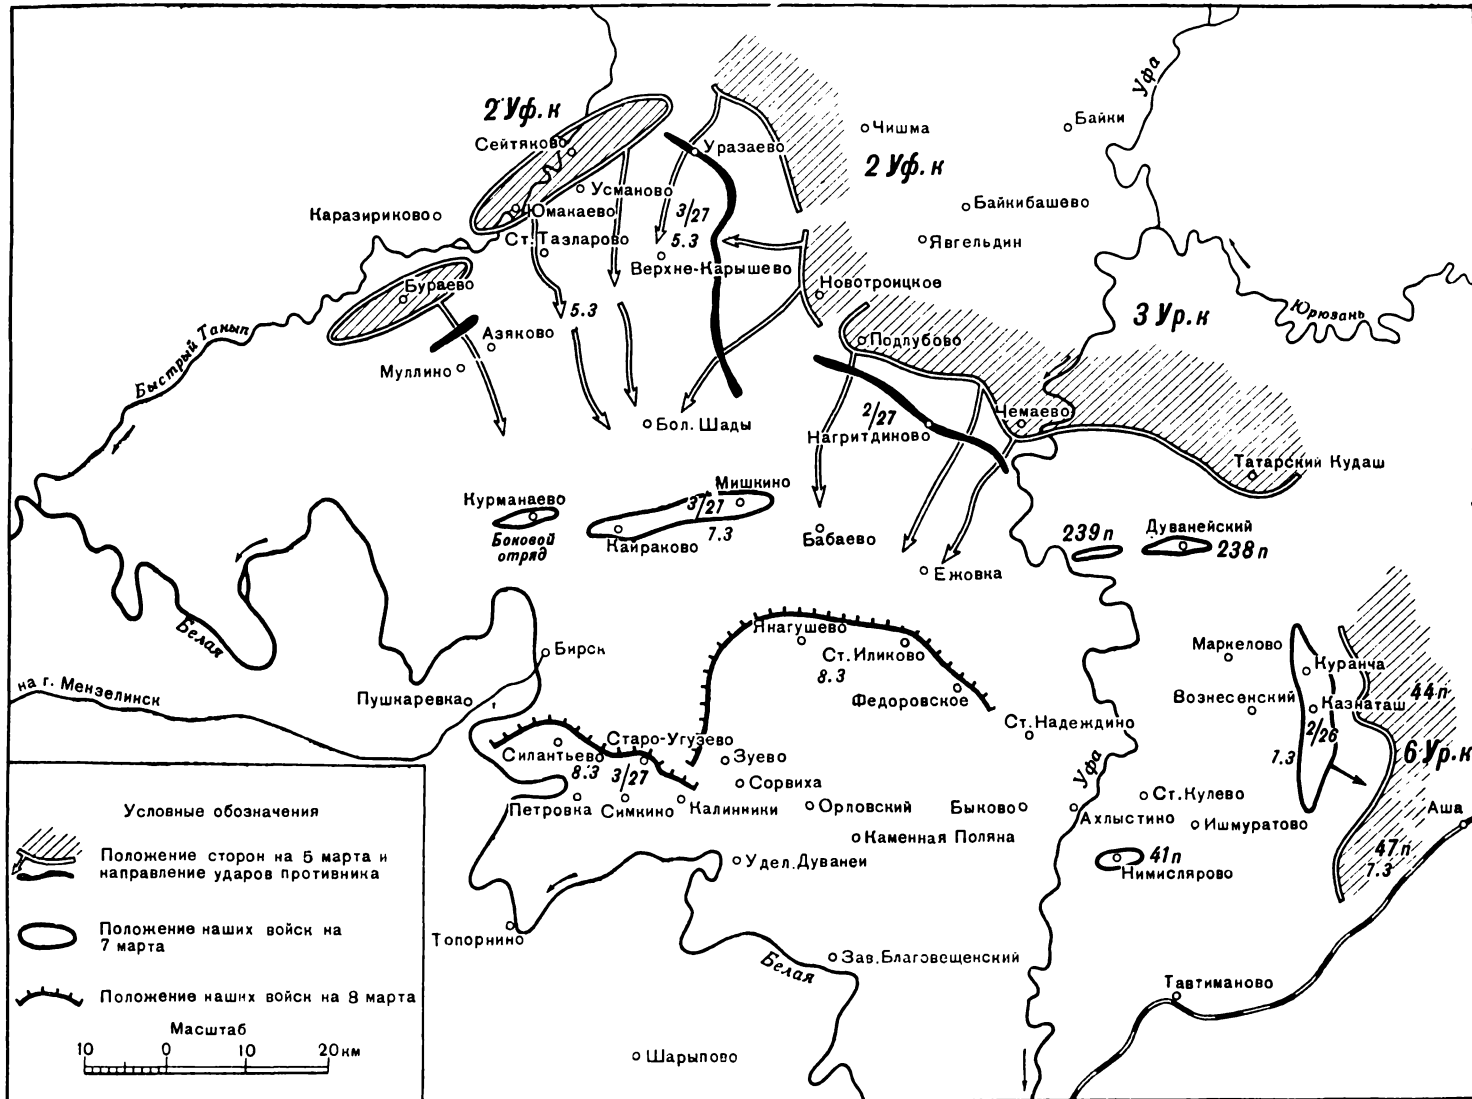 2 Уф. к
Уфа
Сейтяково
Уразаево
Чишма
Байки
2 Уф. к
Усманово
Каразириково
Юмакаево
3/27
5.3
Байкибашево
Ст. Тазларово
Явгельдин
Верхне-Карышево
Бураево
Новотроицкое
5.3
Азяково
3 Ур. к
Юрюзань
Быстрый Танып
Подлубово
Муллино
2/27
Чемаево
Бол. Шады
Нагритдиново
Татарский Кудаш
Курманаево
Мишкино
3/27
7.3
Боковой
отряд
Кайраково
Бабаево
239 п
Дуванейский
238 п
Ежовка
Белая
Бирск
Янагушево
Ст. Иликово
8.3
Маркелово
Куранча
на г. Мензелинск
Пушкаревка
Федоровское
Вознесенский
Казнаташ
44 п
Ст. Надеждино
2/26
7.3
6 Ур. к
Силантьево
Старо-Угузево
8.3
3/27
Зуево
Сорвиха
Уфа
Петровка
Симкино
Калинники
Орловский
Быково
Ахлыстино
Ст. Кулево
Ишмуратово
Аша
Каменная Поляна
Удел. Дуванеи
41 п
Нимислярово
47 п
7.3
Топорнино
Белая
Зав. Благовещенский
Тавтиманово
Шарыпово
Условные обозначения
Положение сторон на 5 марта и
направление ударов противника
Положение наших войск на
7 марта
Положение наших войск на 8 марта
Масштаб
10 0 10 20 км